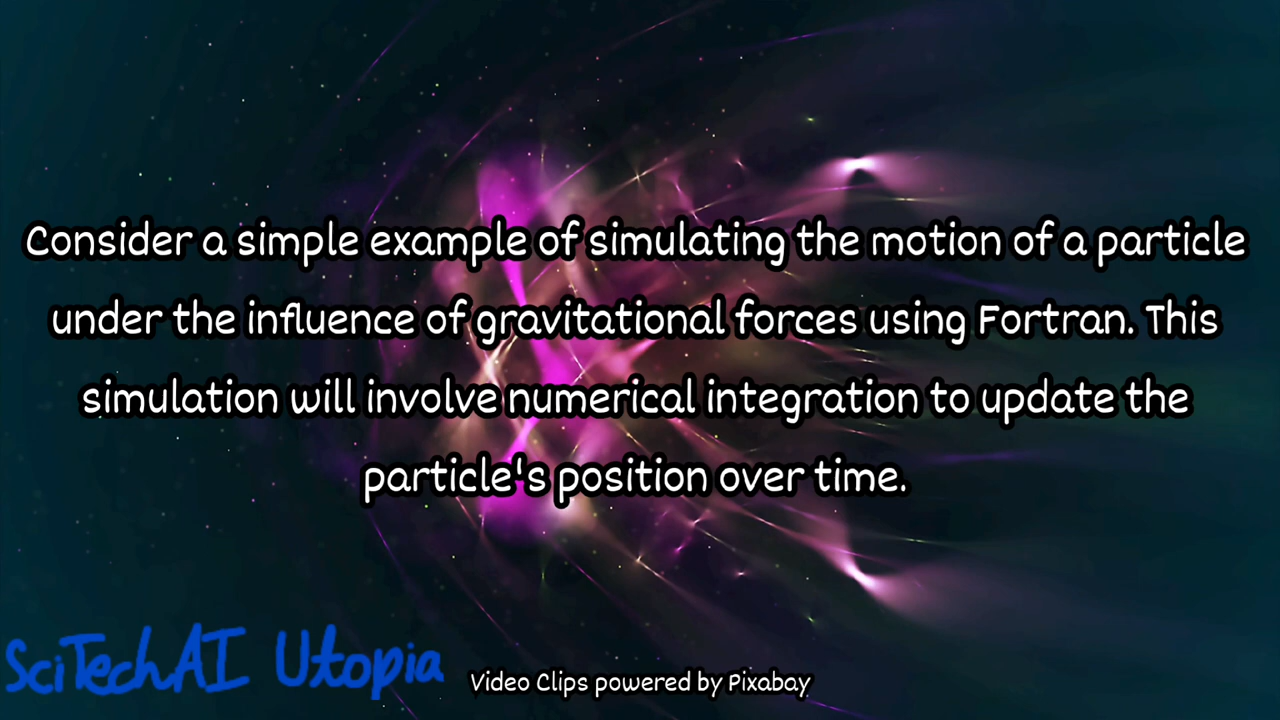 Consider a simple example of simulating the motion of a particle
under the influence of gravitational forces using Fortran. This
simulation will involve numerical integration to update the
particle's position over time.
SciTechAI Utopia
Video Clips powered by Pixabay